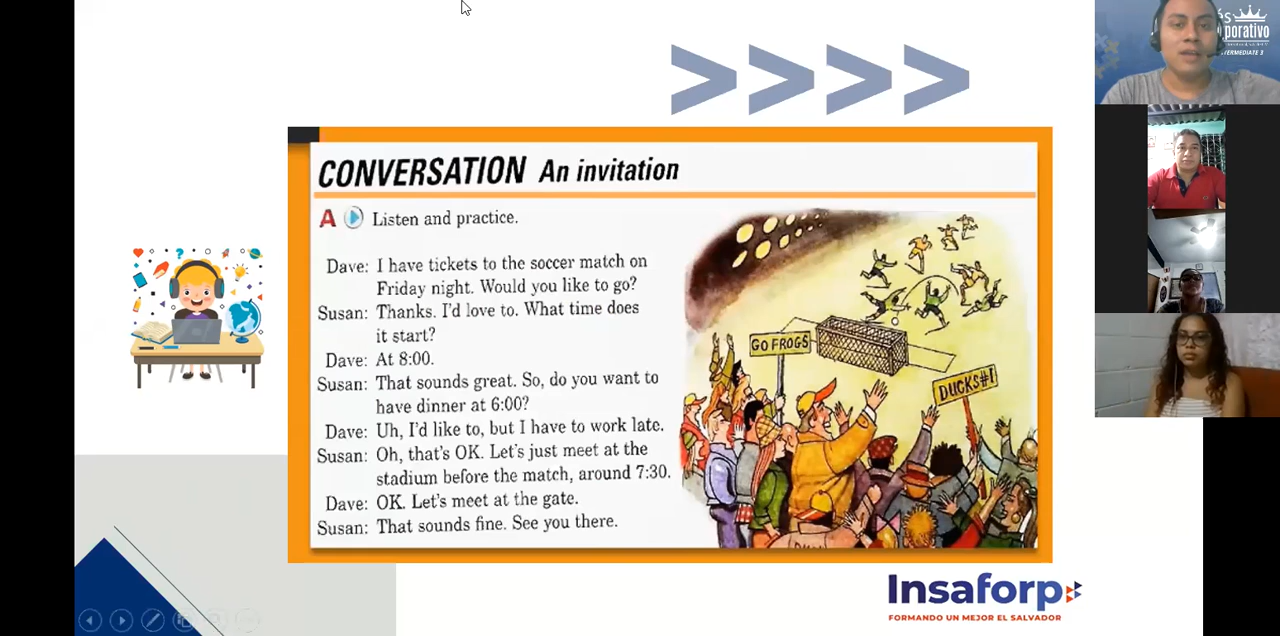 és
porativo
INTERMEDIATE 3
CONVERSATION An invitation
A Listen and practice.
Dave: I have tickets to the soccer match on
Friday night. Would you like to go?
Susan: Thanks. I'd love to. What time does
it start?
Dave: At 8:00.
Susan: That sounds great. So, do you want to
have dinner at 6:00?
Dave: Uh, I'd like to, but I have to work late.
Susan: Oh, that's OK. Let's just meet at the
stadium before the match, around 7:30.
Dave: OK. Let's meet at the gate.
Susan: That sounds fine. See you there.
GO FROGS
DUCKS #1
Insaforp
FORMANDO UN MEJOR EL SALVADOR